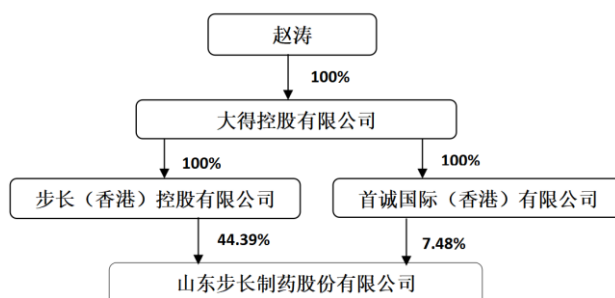 赵涛
100%
大得控股有限公司
100%
100%
步长（香港）控股有限公司
首诚国际（香港）有限公司
44.39%
7.48%
山东步长制药股份有限公司